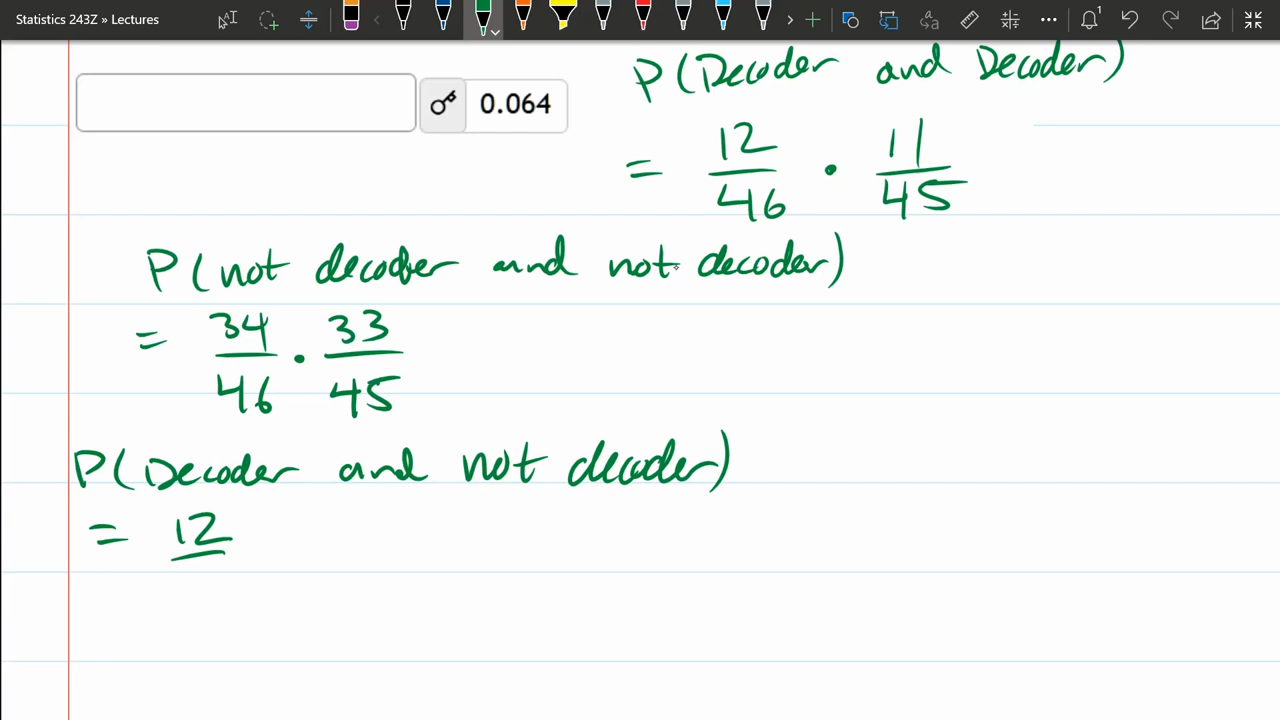 Statistics 243Z » Lectures
P(Decoder and Decoder)
0.064
= 12/46 · 11/45
P(not decoder and not decoder)
= 34/46 · 33/45
P(Decoder and not decoder)
= 12